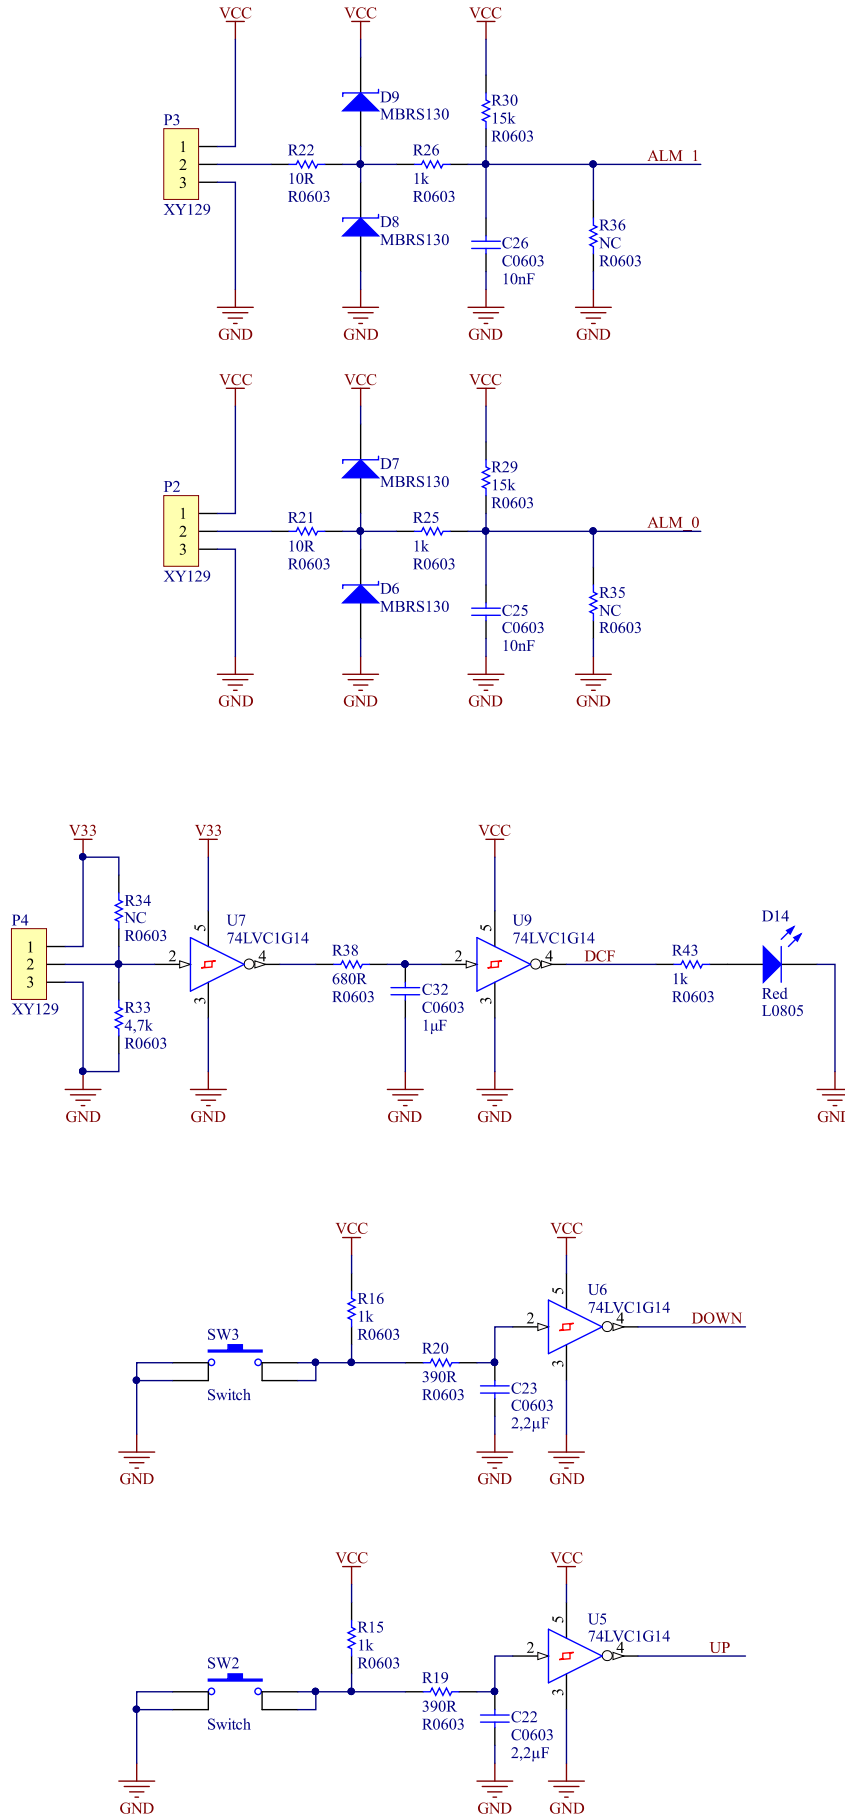 VCC
VCC
VCC
D9
MBRS130
R30
15k
R0603
P3
1
2
3
XY129
R22
10R
R0603
R26
1k
R0603
ALM_1
D8
MBRS130
C26
C0603
10nF
R36
NC
R0603
GND
GND
GND
GND
VCC
VCC
VCC
D7
MBRS130
R29
15k
R0603
P2
1
2
3
XY129
R21
10R
R0603
R25
1k
R0603
ALM_0
D6
MBRS130
C25
C0603
10nF
R35
NC
R0603
GND
GND
GND
GND
V33
V33
VCC
P4
1
2
3
XY129
R34
NC
R0603
R33
4,7k
R0603
U7
74LVC1G14
5
2
4
3
R38
680R
R0603
C32
C0603
1µF
U9
74LVC1G14
5
2
4
3
DCF
R43
1k
R0603
D14
Red
L0805
GND
GND
GND
GND
GND
VCC
VCC
R16
1k
R0603
SW3
Switch
R20
390R
R0603
C23
C0603
2,2µF
U6
74LVC1G14
5
2
4
3
DOWN
GND
GND
GND
VCC
VCC
R15
1k
R0603
SW2
Switch
R19
390R
R0603
C22
C0603
2,2µF
U5
74LVC1G14
5
2
4
3
UP
GND
GND
GND